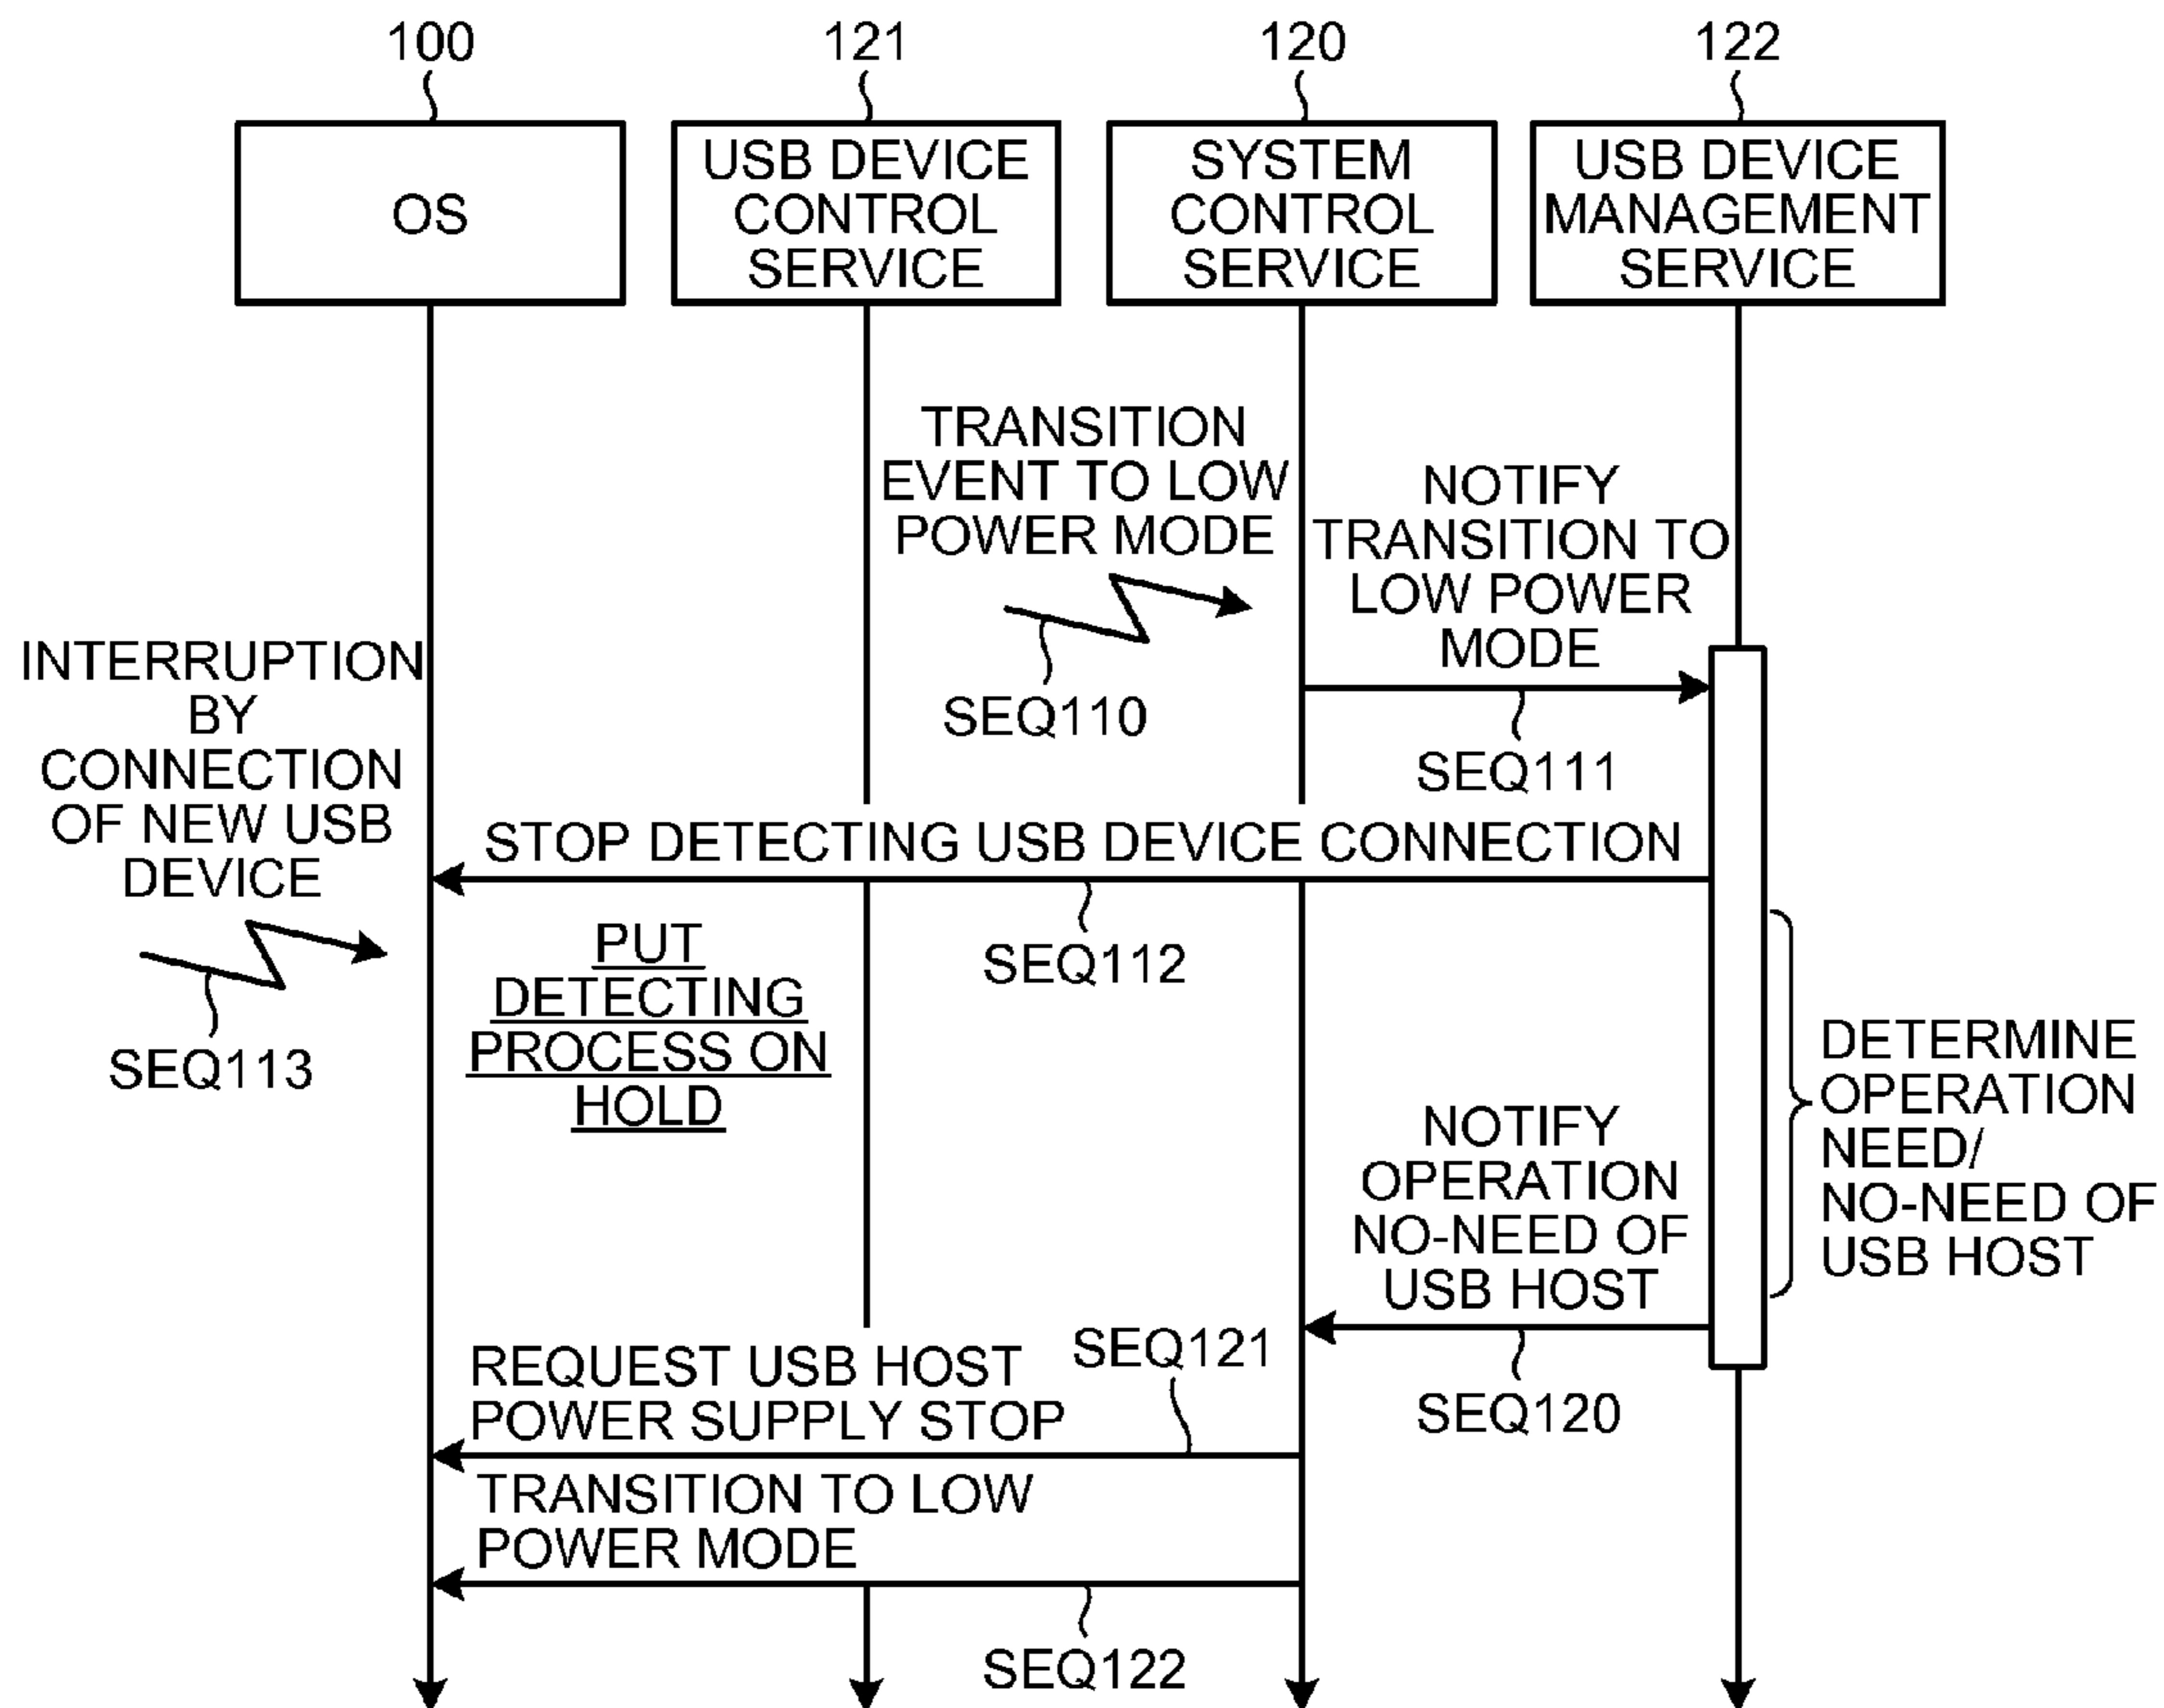 100
121
120
122
OS
USB DEVICE
CONTROL
SERVICE
SYSTEM
CONTROL
SERVICE
USB DEVICE
MANAGEMENT
SERVICE
TRANSITION
EVENT TO LOW
POWER MODE
SEQ110
NOTIFY
TRANSITION TO
LOW POWER
MODE
SEQ111
STOP DETECTING USB DEVICE CONNECTION
SEQ112
INTERRUPTION
BY
CONNECTION
OF NEW USB
DEVICE
SEQ113
PUT
DETECTING
PROCESS ON
HOLD
DETERMINE
OPERATION
NEED/
NO-NEED OF
USB HOST
NOTIFY
OPERATION
NO-NEED OF
USB HOST
SEQ120
REQUEST USB HOST
POWER SUPPLY STOP
SEQ121
TRANSITION TO LOW
POWER MODE
SEQ122